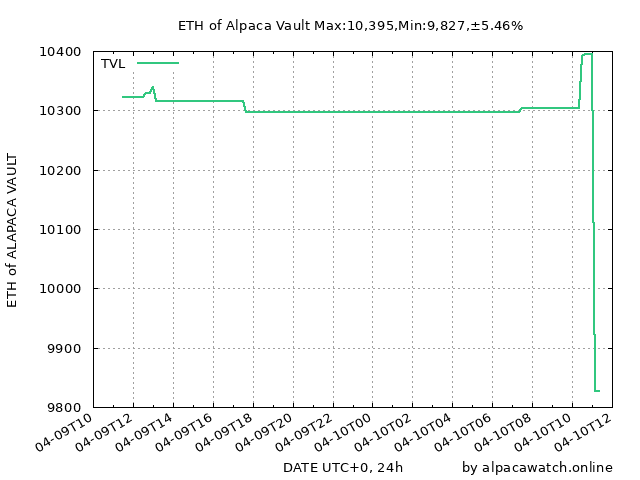 ETH of Alpaca Vault Max:10,395,Min:9,827,±5.46%
TVL
10400
10300
10200
10100
10000
9900
9800
ETH of ALAPACA VAULT
04-09T10
04-09T12
04-09T14
04-09T16
04-09T18
04-09T20
04-09T22
04-10T00
04-10T02
04-10T04
04-10T06
04-10T08
04-10T10
04-10T12
DATE UTC+0, 24h
by alpacawatch.online